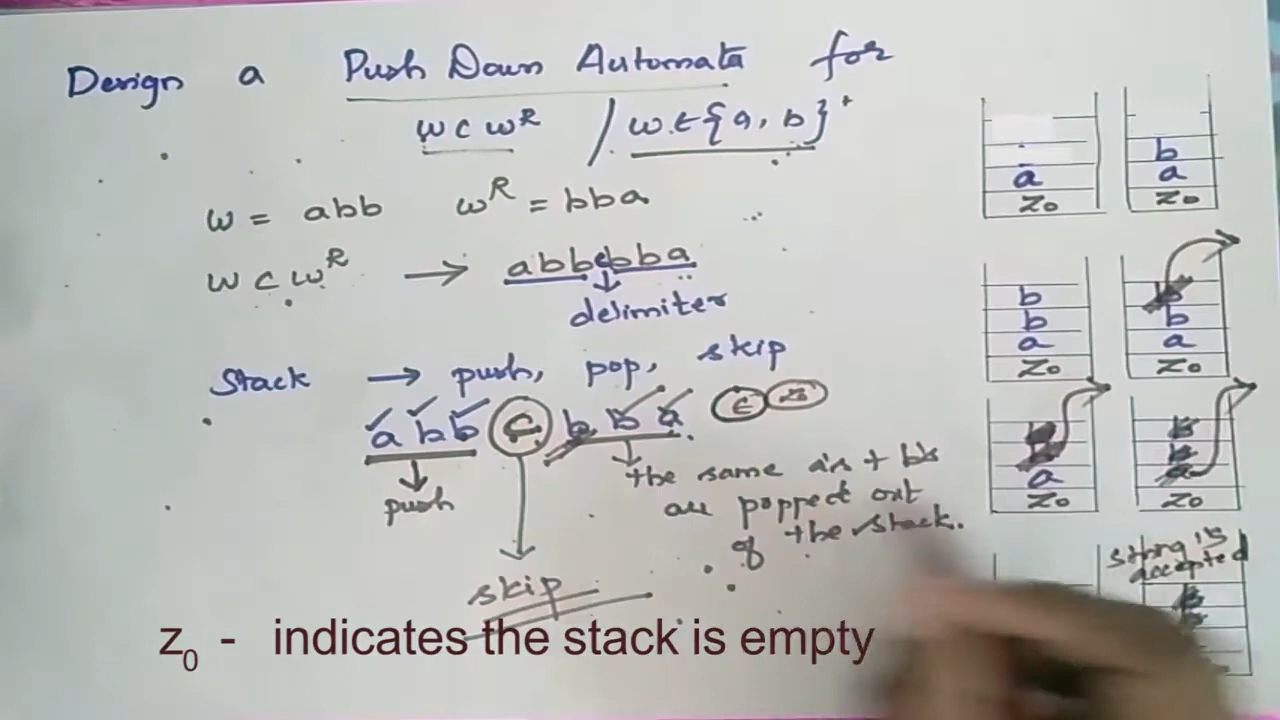 Design a Push Down Automata for
w c w^R / w ∈ {a, b}^+
w = abb w^R = bba
w c w^R → abbcbba
delimiter
Stack → push, pop, skip
a b b c b b a ε z0
push
the same a's + b's
are popped out
of the stack.
skip
z0 - indicates the stack is empty
a
z0
b
a
z0
b
b
a
z0
b
b
a
z0
a
z0
b
b
a
z0
string is
accepted
b
b